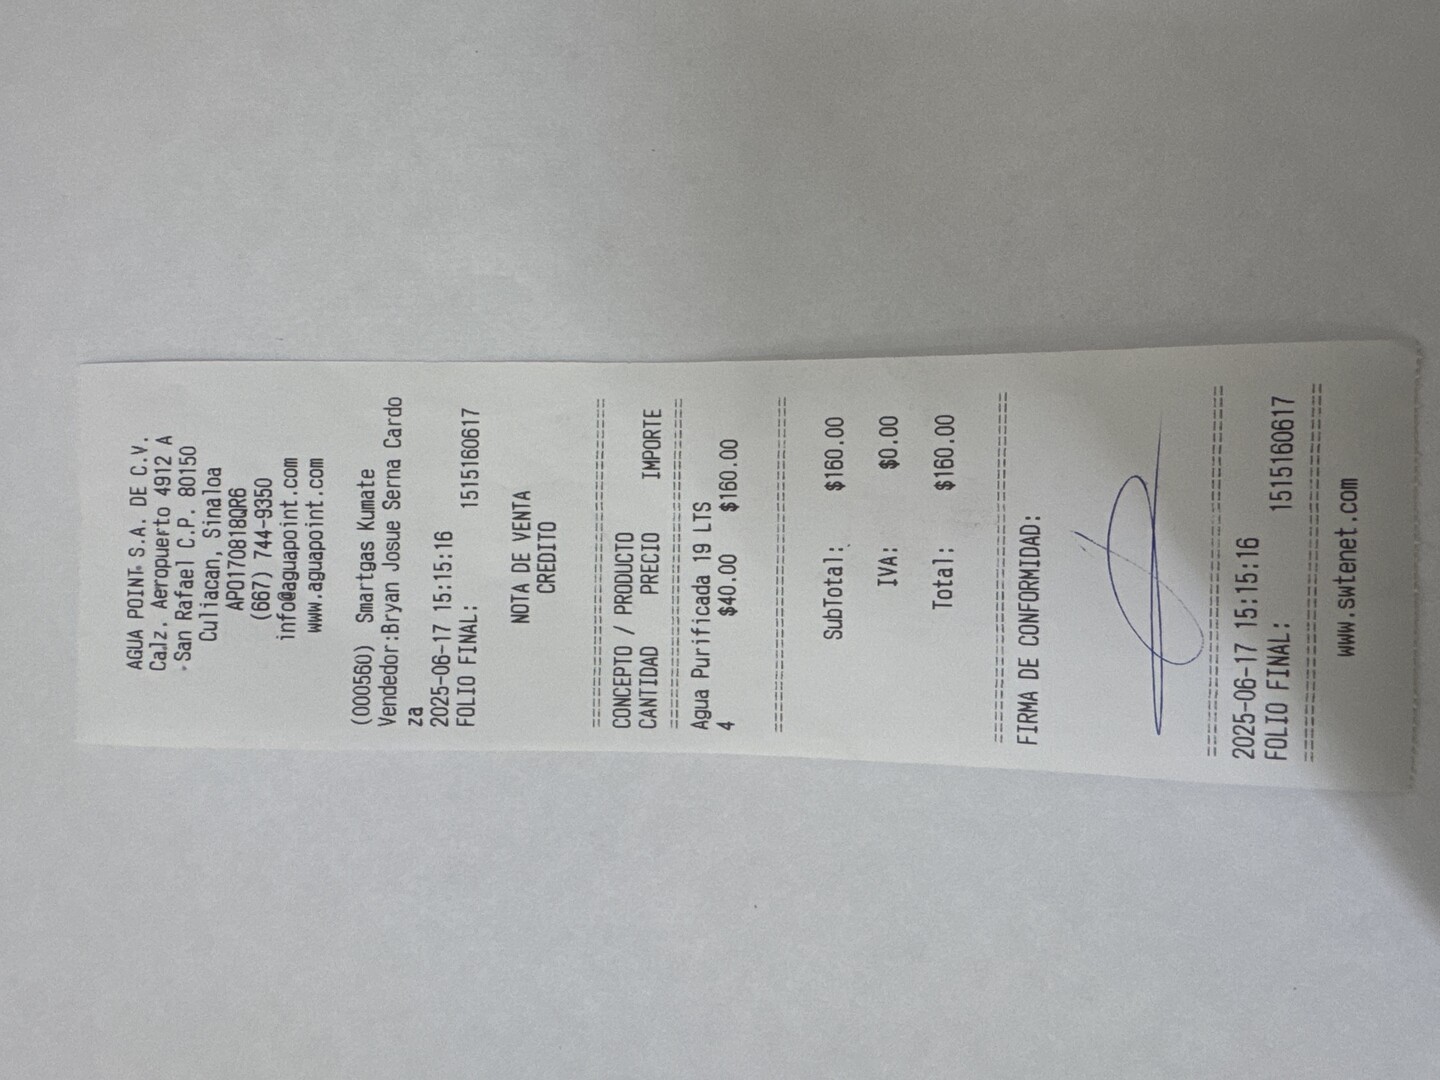 AGUA POINT S.A. DE C.V.
Calz. Aeropuerto 4912 A
San Rafael C.P. 80150
Culiacan, Sinaloa
APO170818QR6
(667) 744-9350
info@aguapoint.com
www.aguapoint.com
(000560) Smartgas Kumate
Vendedor:Bryan Josue Serna Cardo
za
2025-06-17 15:15:16
FOLIO FINAL: 1515160617
NOTA DE VENTA
CREDITO
================================
CONCEPTO / PRODUCTO
CANTIDAD PRECIO IMPORTE
================================
Agua Purificada 19 LTS
4 $40.00 $160.00
================================
SubTotal: $160.00
IVA: $0.00
Total: $160.00
================================
FIRMA DE CONFORMIDAD:
================================
2025-06-17 15:15:16
FOLIO FINAL: 1515160617
================================
www.swtenet.com